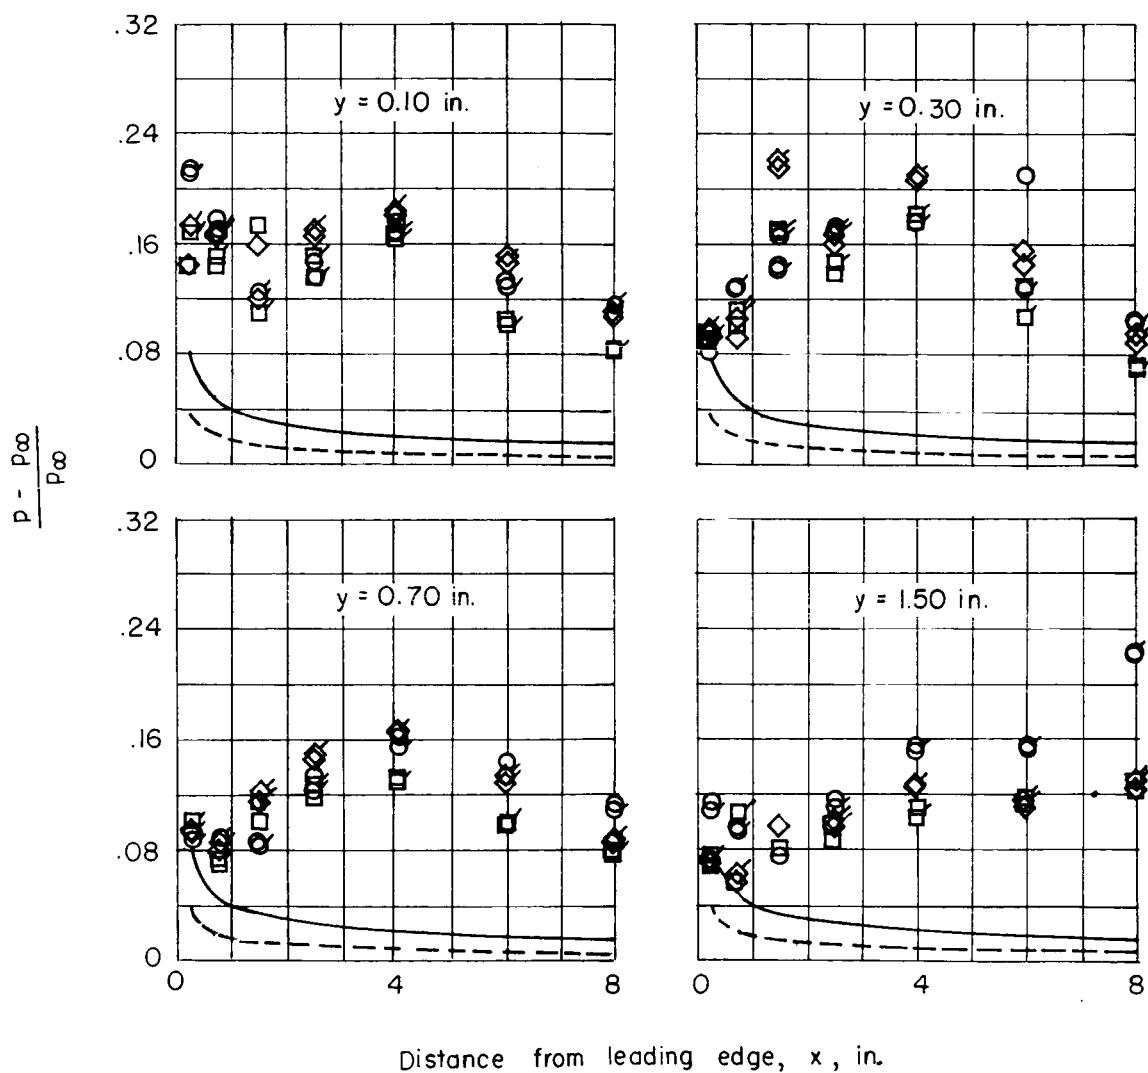 .32
.24
.16
.08
0
y = 0.10 in.
y = 0.30 in.
p - p∞
p∞
.32
.24
.16
.08
0
y = 0.70 in.
y = 1.50 in.
0 4 8
0 4 8
Distance from leading edge, x, in.